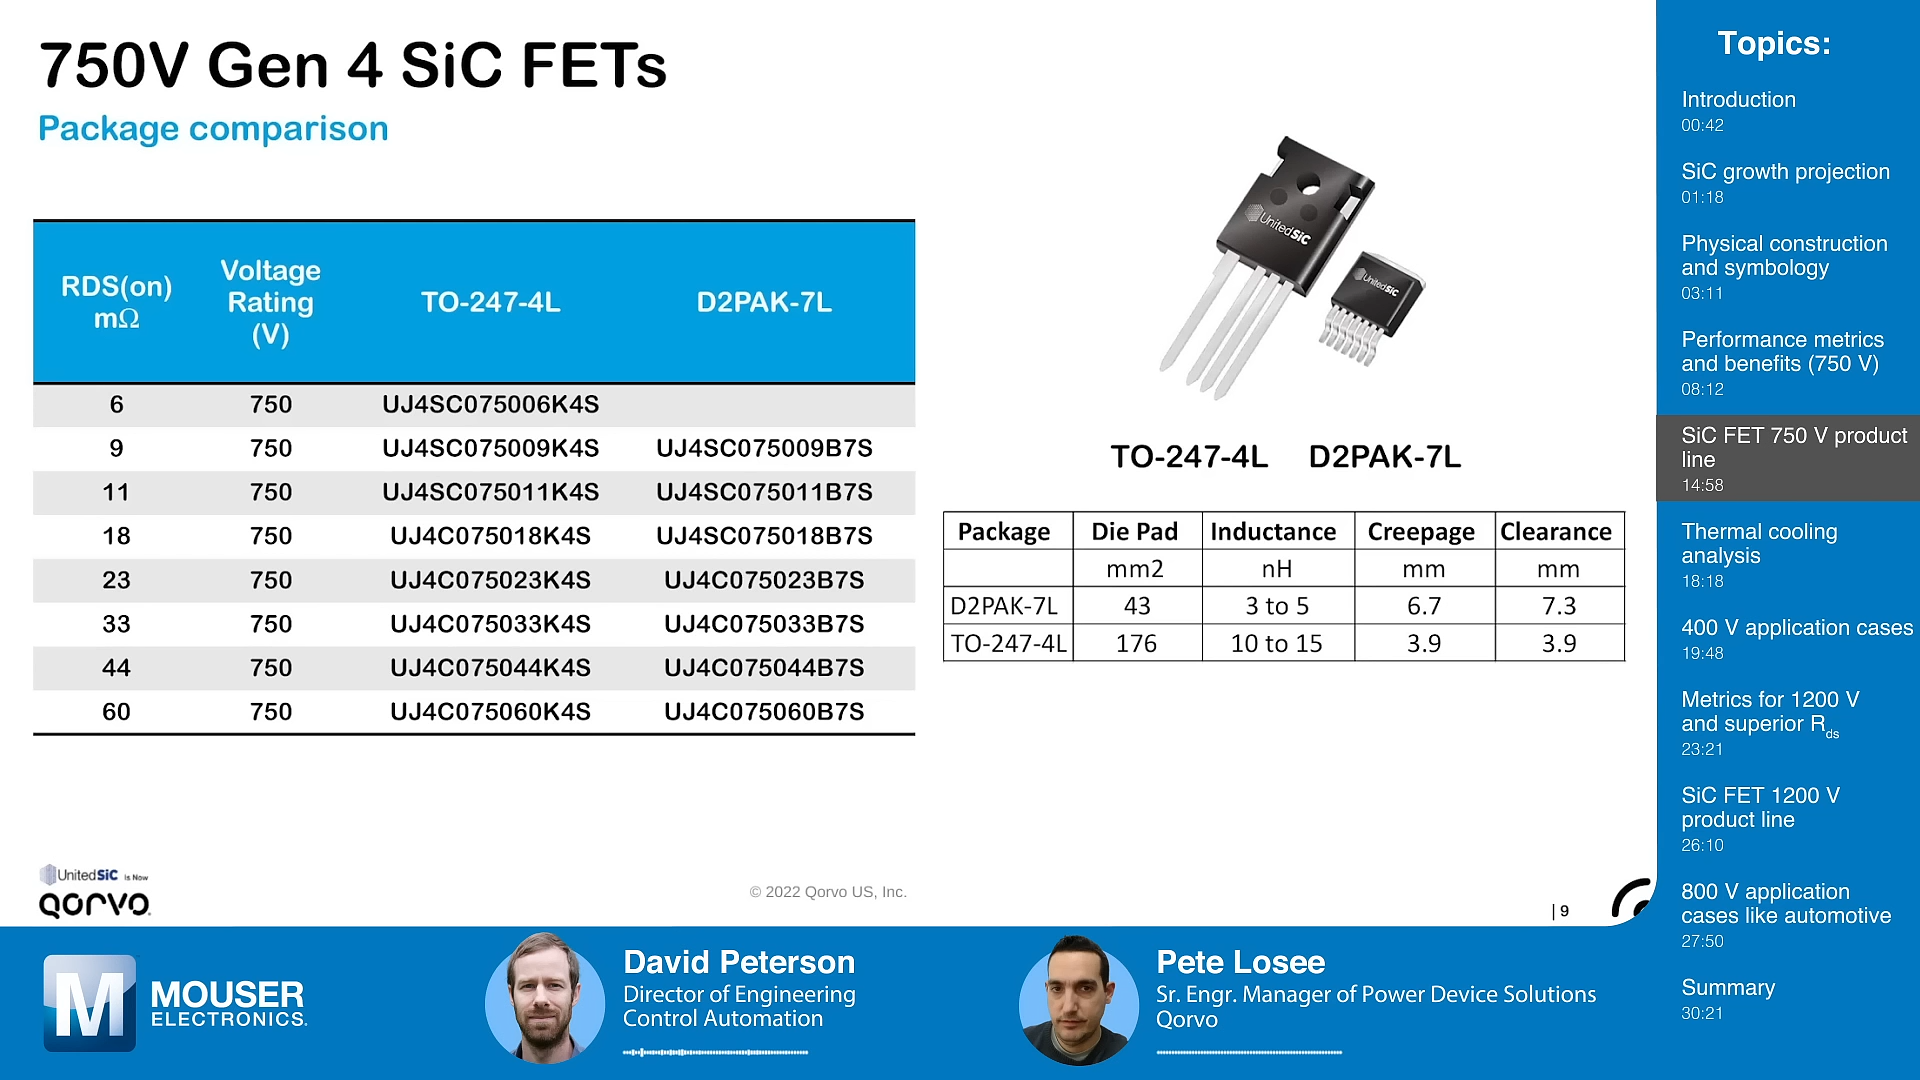 750V Gen 4 SiC FETs
Package comparison
RDS(on) mΩ Voltage Rating (V) TO-247-4L D2PAK-7L
6 750 UJ4SC075006K4S
9 750 UJ4SC075009K4S UJ4SC075009B7S
11 750 UJ4SC075011K4S UJ4SC075011B7S
18 750 UJ4C075018K4S UJ4SC075018B7S
23 750 UJ4C075023K4S UJ4C075023B7S
33 750 UJ4C075033K4S UJ4C075033B7S
44 750 UJ4C075044K4S UJ4C075044B7S
60 750 UJ4C075060K4S UJ4C075060B7S
UnitedSiC
UnitedSiC
TO-247-4L D2PAK-7L
Package Die Pad Inductance Creepage Clearance
mm2 nH mm mm
D2PAK-7L 43 3 to 5 6.7 7.3
TO-247-4L 176 10 to 15 3.9 3.9
UnitedSiC is Now
QORVO
© 2022 Qorvo US, Inc.
| 9
Topics:
Introduction
00:42
SiC growth projection
01:18
Physical construction
and symbology
03:11
Performance metrics
and benefits (750 V)
08:12
SiC FET 750 V product
line
14:58
Thermal cooling
analysis
18:18
400 V application cases
19:48
Metrics for 1200 V
and superior Rds
23:21
SiC FET 1200 V
product line
26:10
800 V application
cases like automotive
27:50
Summary
30:21
M
MOUSER
ELECTRONICS.
David Peterson
Director of Engineering
Control Automation
Pete Losee
Sr. Engr. Manager of Power Device Solutions
Qorvo